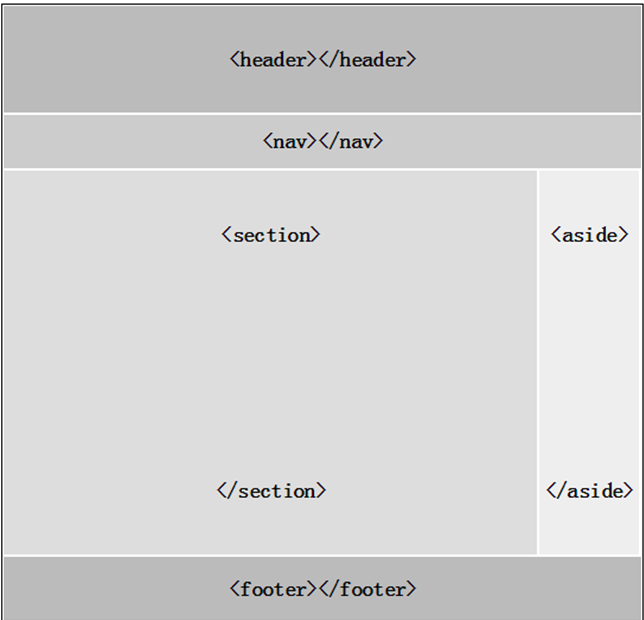 <header></header>
<nav></nav>
<section>
<aside>
</section>
</aside>
<footer></footer>